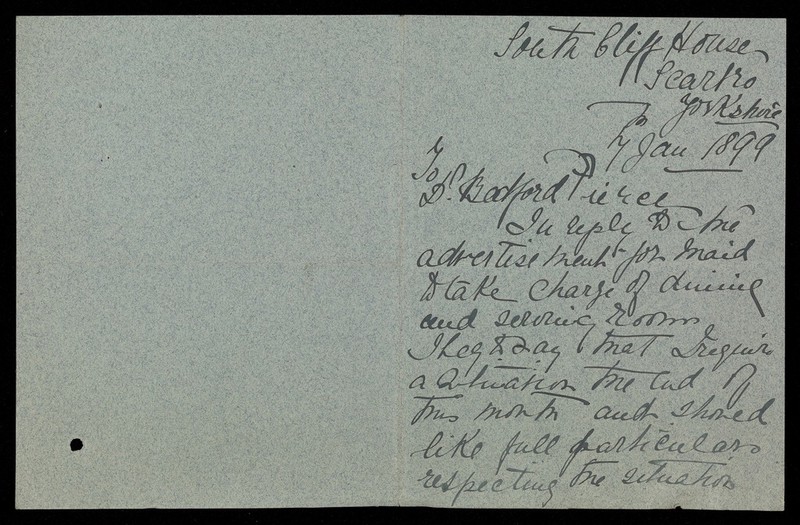 South Cliff House
Scarbro
Yorkshire
7th Jan 1899
To
Dr. Bedford Pierce
In reply to the
advertisement for Maid
to take charge of dining
and serving rooms
I beg to say that I require
a situation the end of
this month and should
like full particulars
respecting the situation